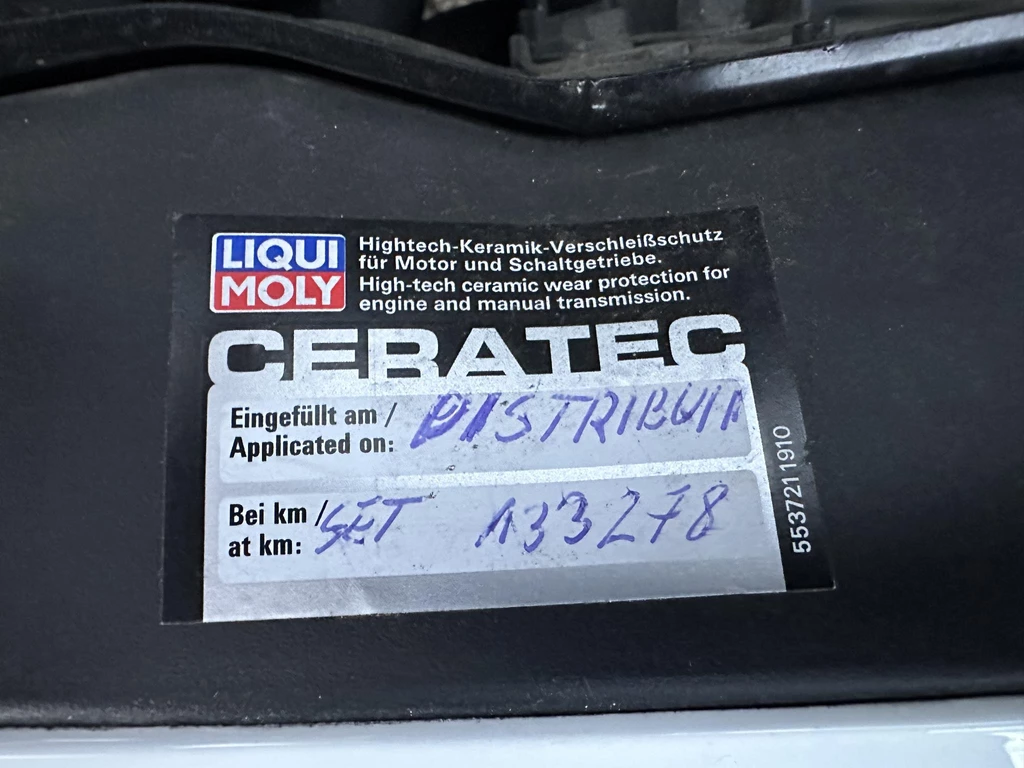 LIQUI
MOLY
Hightech-Keramik-Verschleißschutz
für Motor und Schaltgetriebe.
High-tech ceramic wear protection for
engine and manual transmission.
CERATEC
Eingefüllt am /
Applicated on:
DISTRIBUIT
Bei km /
at km:
SET 133278
5537211910